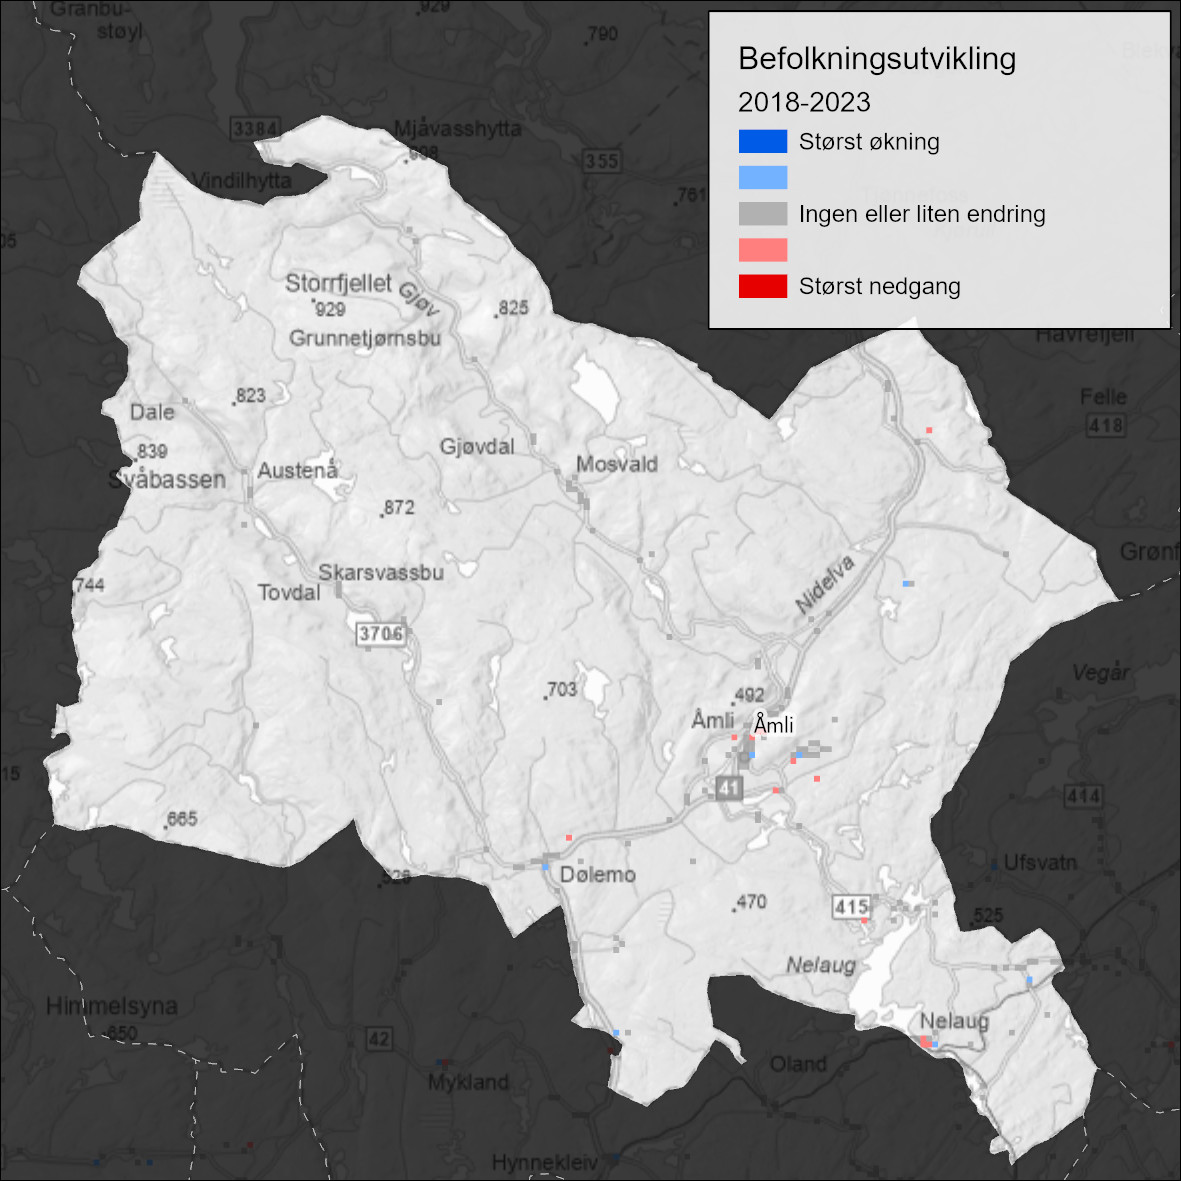 Befolkningsutvikling
2018-2023
Størst økning
Ingen eller liten endring
Størst nedgang
Granbu-
støyl
929
790
3384
Mjåvasshytta
698
355
Vindilhytta
761
Storrfjellet
Gjøv
929
825
Grunnetjørnsbu
Havrefjell
823
Dale
Felle
418
839
Gjøvdal
Svåbassen
Austenå
Mosvald
872
Grønf
Skarsvassbu
744
Tovdal
Nidelva
3706
Vegår
703
492
Åmli
Åmli
15
41
414
665
Dølemo
Ufsvatn
526
470
415
525
Nelaug
Himmelsyna
650
42
Nelaug
Mykland
Oland
Hynnekleiv